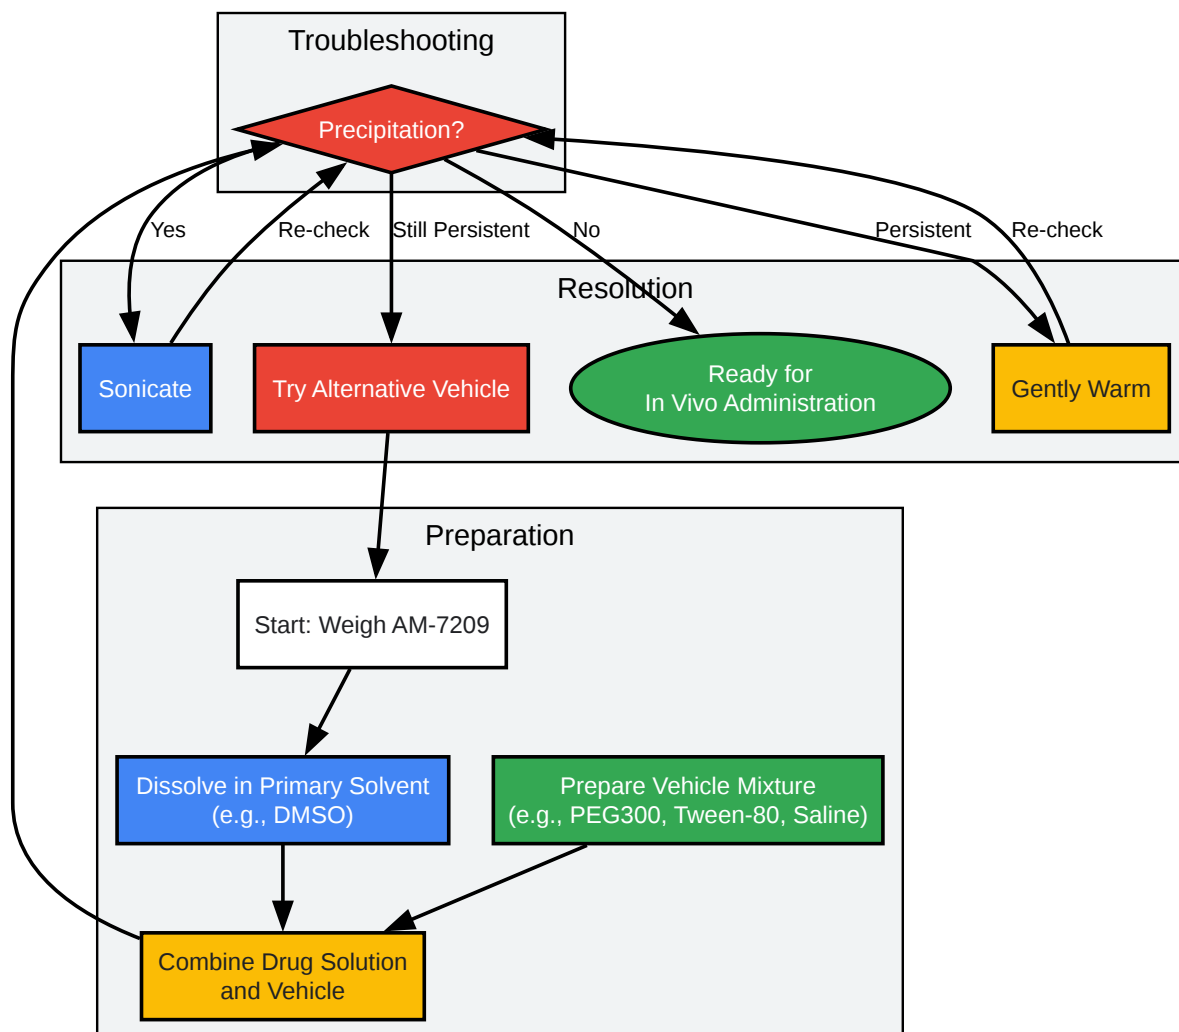 Troubleshooting
Precipitation?
Yes
Re-check
Still Persistent
No
Persistent
Re-check
Resolution
Sonicate
Try Alternative Vehicle
Ready for
In Vivo Administration
Gently Warm
Preparation
Start: Weigh AM-7209
Dissolve in Primary Solvent
(e.g., DMSO)
Prepare Vehicle Mixture
(e.g., PEG300, Tween-80, Saline)
Combine Drug Solution
and Vehicle